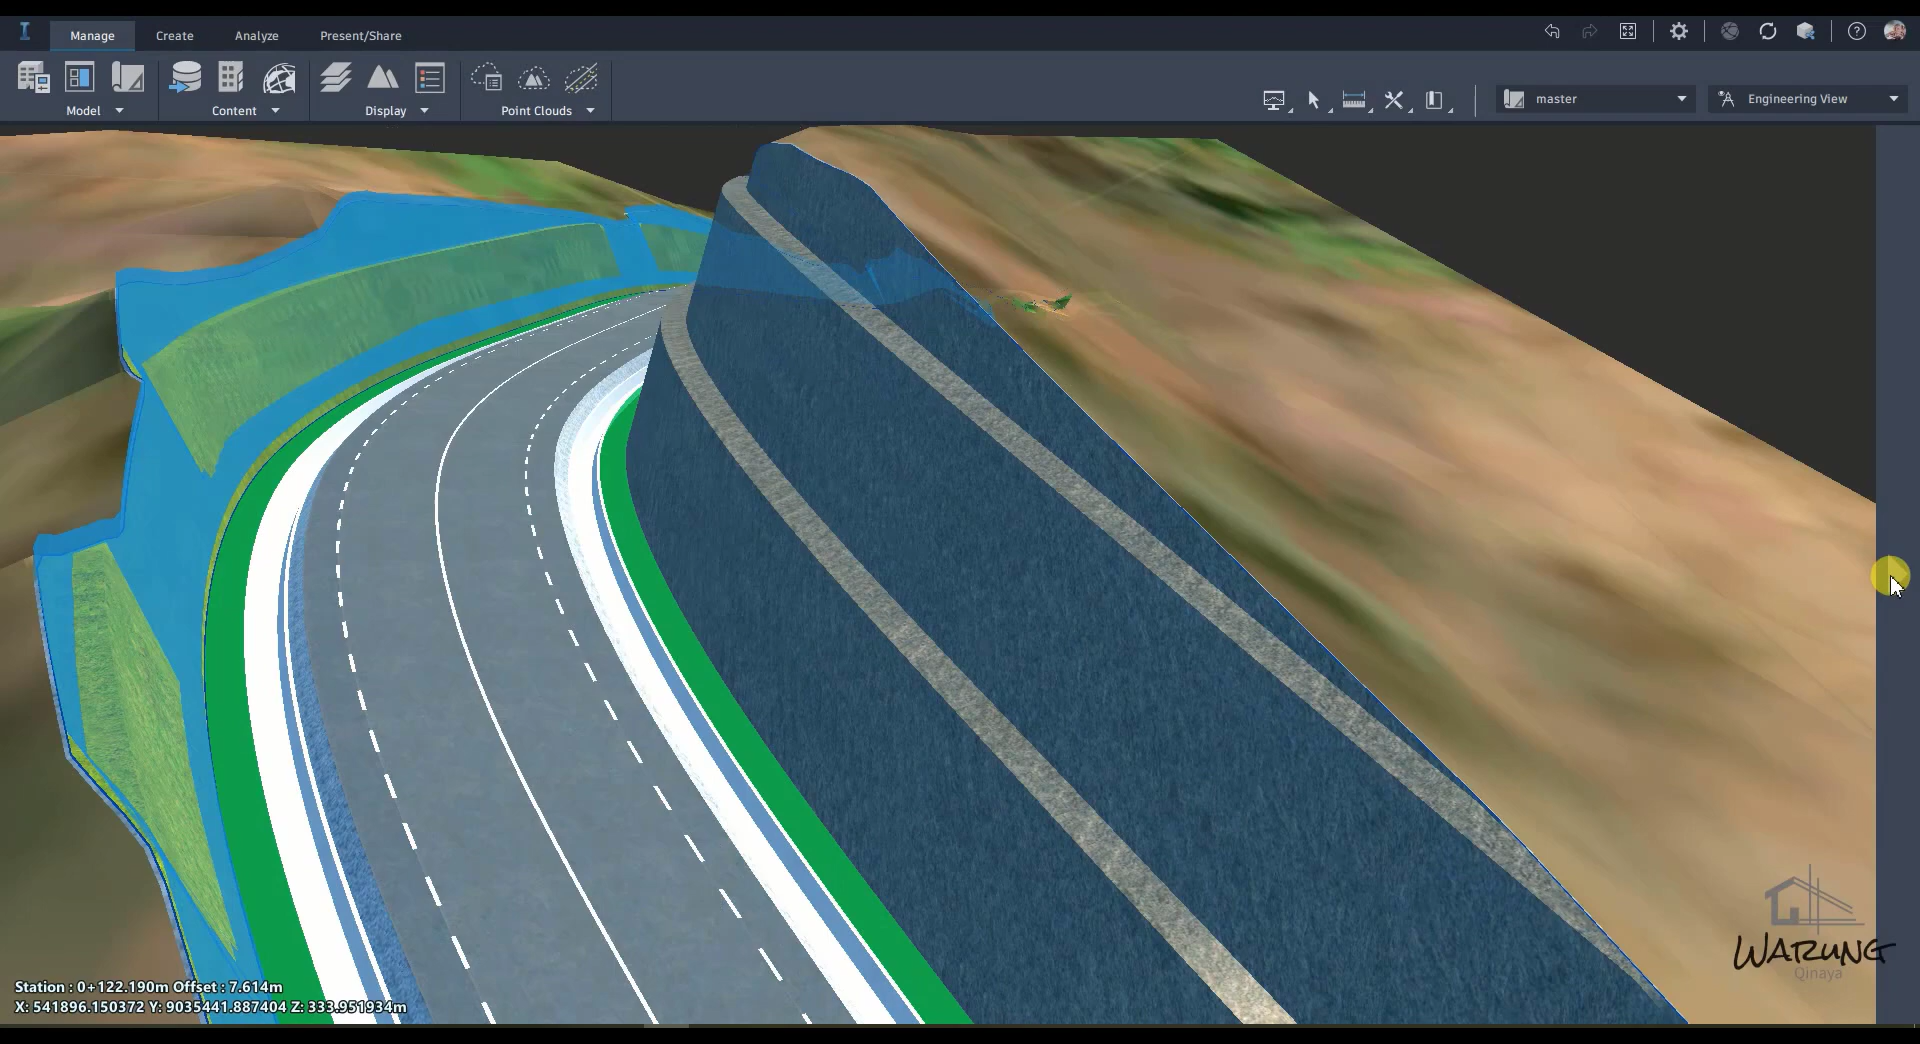 Manage Create Analyze Present/Share
Model Content Display Point Clouds
master Engineering View
WARUNG
Qinaya
Station : 0+122.190m Offset : 7.614m
X: 541896.150372 Y: 9035441.887404 Z: 333.951934m